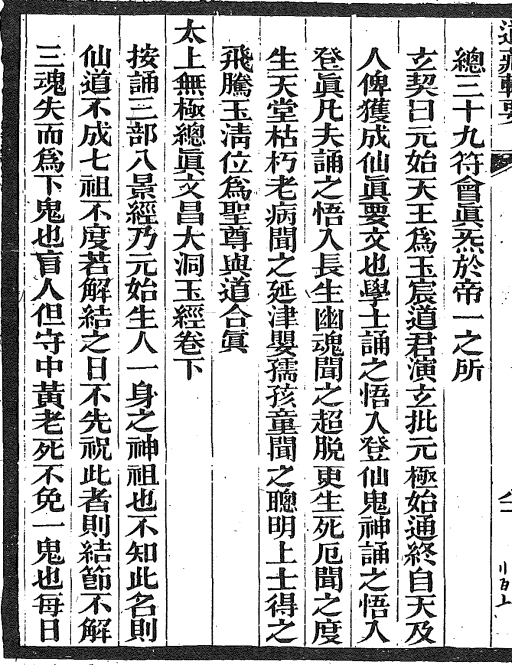 道藏輯要
總三十九符會眞炁於帝一之所
玄契曰元始天王爲玉宸道君演玄批元極始通終自天及
人俾獲成仙眞要文也學士誦之悟入登仙鬼神誦之悟入
登眞凡夫誦之悟入長生幽魂聞之超脫更生死厄聞之度
生天堂枯朽老病聞之延津嬰孺孩童聞之聰明上士得之
飛騰玉淸位爲聖尊與道合眞
太上無極總眞文昌大洞玉經卷下
按誦三部八景經乃元始生人一身之神祖也不知此名則
仙道不成七祖不度若解結之日不先祝此者則結節不解
三魂失而爲下鬼也盲人但守中黃老死不免一鬼也每日